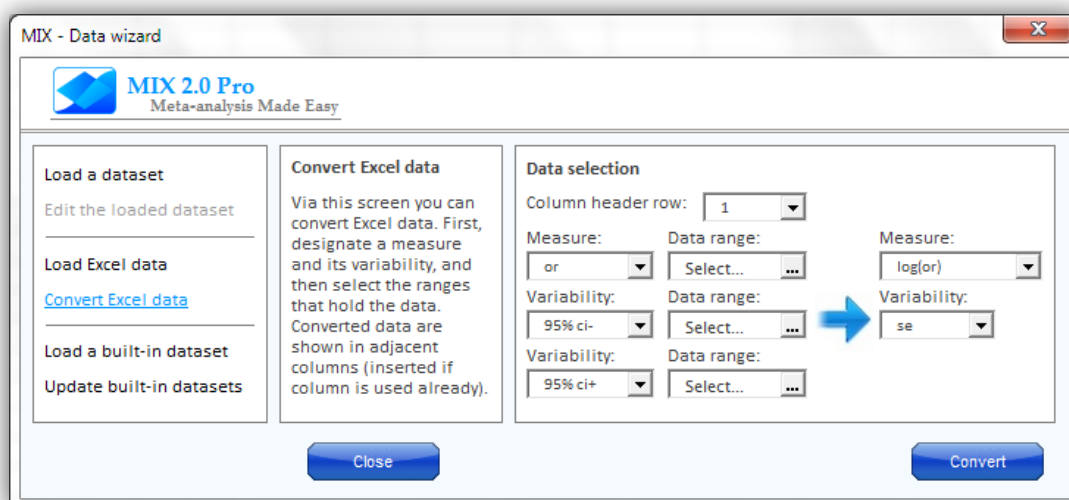 MIX - Data wizard
MIX 2.0 Pro
Meta-analysis Made Easy
Load a dataset
Edit the loaded dataset
Load Excel data
Convert Excel data
Load a built-in dataset
Update built-in datasets
Convert Excel data
Via this screen you can
convert Excel data. First,
designate a measure
and its variability, and
then select the ranges
that hold the data.
Converted data are
shown in adjacent
columns (inserted if
column is used already).
Data selection
Column header row: 1
Measure: Data range: Measure:
or Select... ... log(or)
Variability: Data range: Variability:
95% ci- Select... ... se
Variability: Data range:
95% ci+ Select... ...
Close Convert